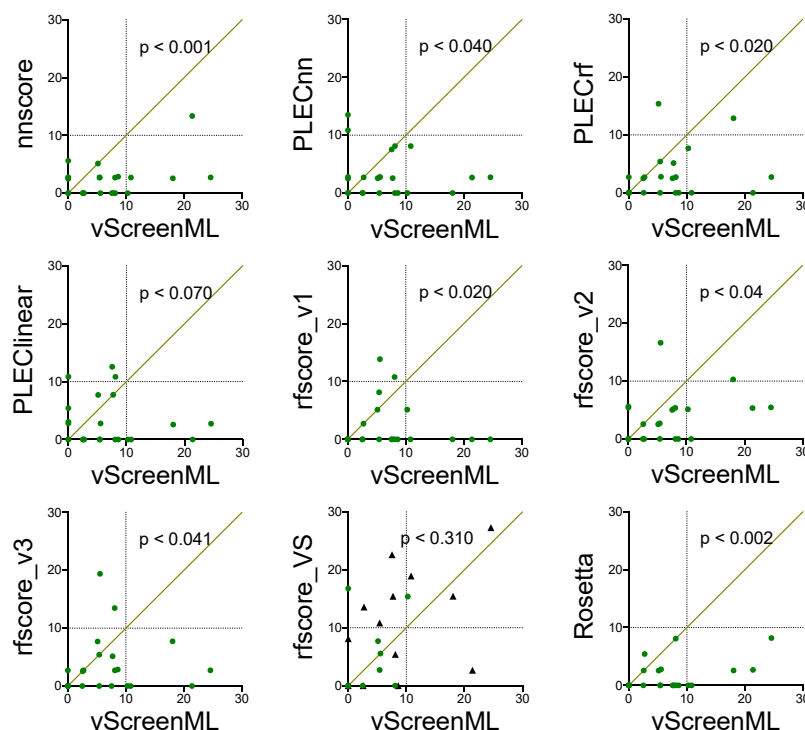 30
p < 0.001
20
nnscore
10
0
0 10 20 30
vScreenML
30
p < 0.040
20
PLECnn
10
0
0 10 20 30
vScreenML
30
p < 0.020
20
PLECrf
10
0
0 10 20 30
vScreenML
30
p < 0.070
20
PLEClinear
10
0
0 10 20 30
vScreenML
30
p < 0.020
20
rfscore_v1
10
0
0 10 20 30
vScreenML
30
p < 0.04
20
rfscore_v2
10
0
0 10 20 30
vScreenML
30
p < 0.041
20
rfscore_v3
10
0
0 10 20 30
vScreenML
30
p < 0.310
20
rfscore_VS
10
0
0 10 20 30
vScreenML
30
p < 0.002
20
Rosetta
10
0
0 10 20 30
vScreenML